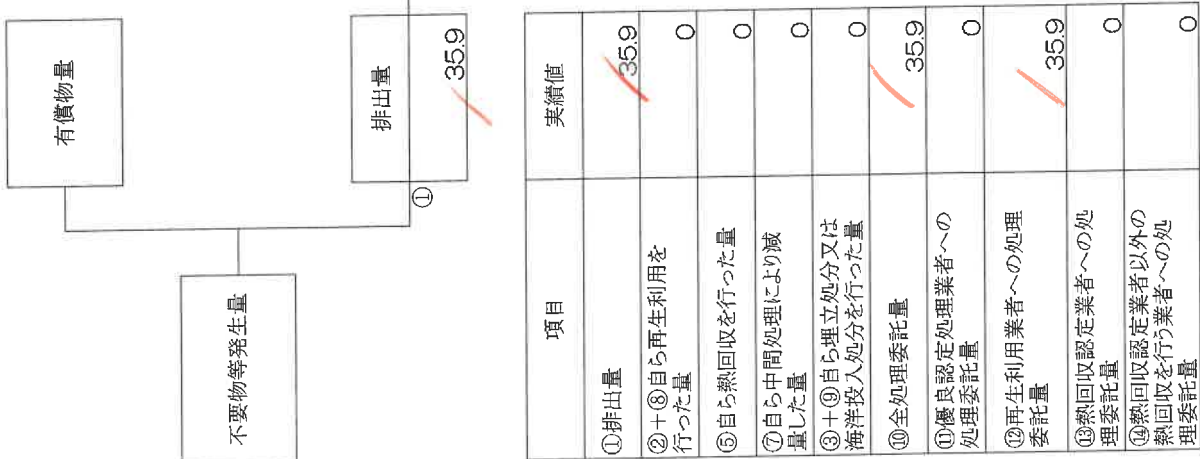 有償物量
不要物等発生量
排出量
①
35.9
項目
実績値
①排出量
35.9
②+⑧自ら再生利用を
行った量
0
⑤自ら熱回収を行った量
0
⑦自ら中間処理により減
量した量
0
③+⑨自ら埋立処分又は
海洋投入処分を行った量
0
⑩全処理委託量
35.9
⑪優良認定処理業者への
処理委託量
0
⑫再生利用業者への処理
委託量
35.9
⑬熱回収認定業者への処
理委託量
0
⑭熱回収認定業者以外の
熱回収を行う業者への処
理委託量
0